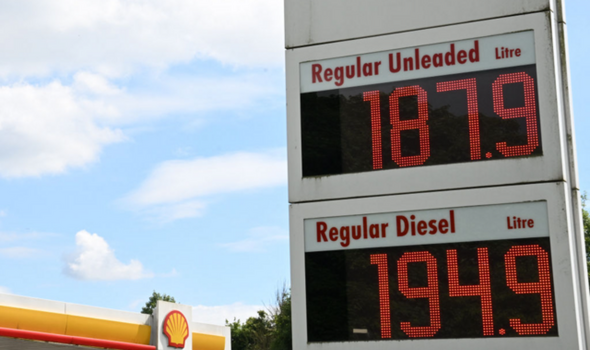 Regular Unleaded Litre
187.9
Regular Diesel Litre
194.9